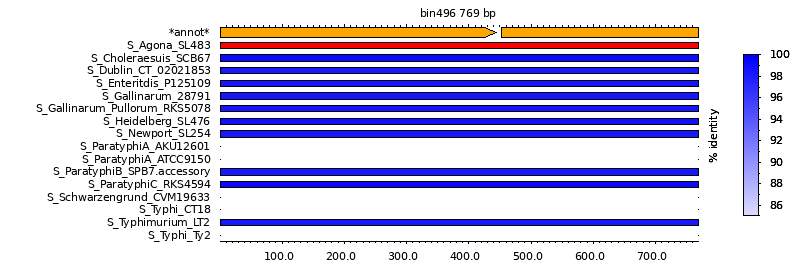 bin496 769 bp
*annot*
S_Agona_SL483
S_Choleraesuis_SCB67
S_Dublin_CT_02021853
S_Enteritdis_P125109
S_Gallinarum_28791
S_Gallinarum_Pullorum_RKS5078
S_Heidelberg_SL476
S_Newport_SL254
S_ParatyphiA_AKU12601
S_ParatyphiA_ATCC9150
S_ParatyphiB_SPB7.accessory
S_ParatyphiC_RKS4594
S_Schwarzengrund_CVM19633
S_Typhi_CT18
S_Typhimurium_LT2
S_Typhi_Ty2
100.0 200.0 300.0 400.0 500.0 600.0 700.0
% identity
100
98
96
94
92
90
88
86